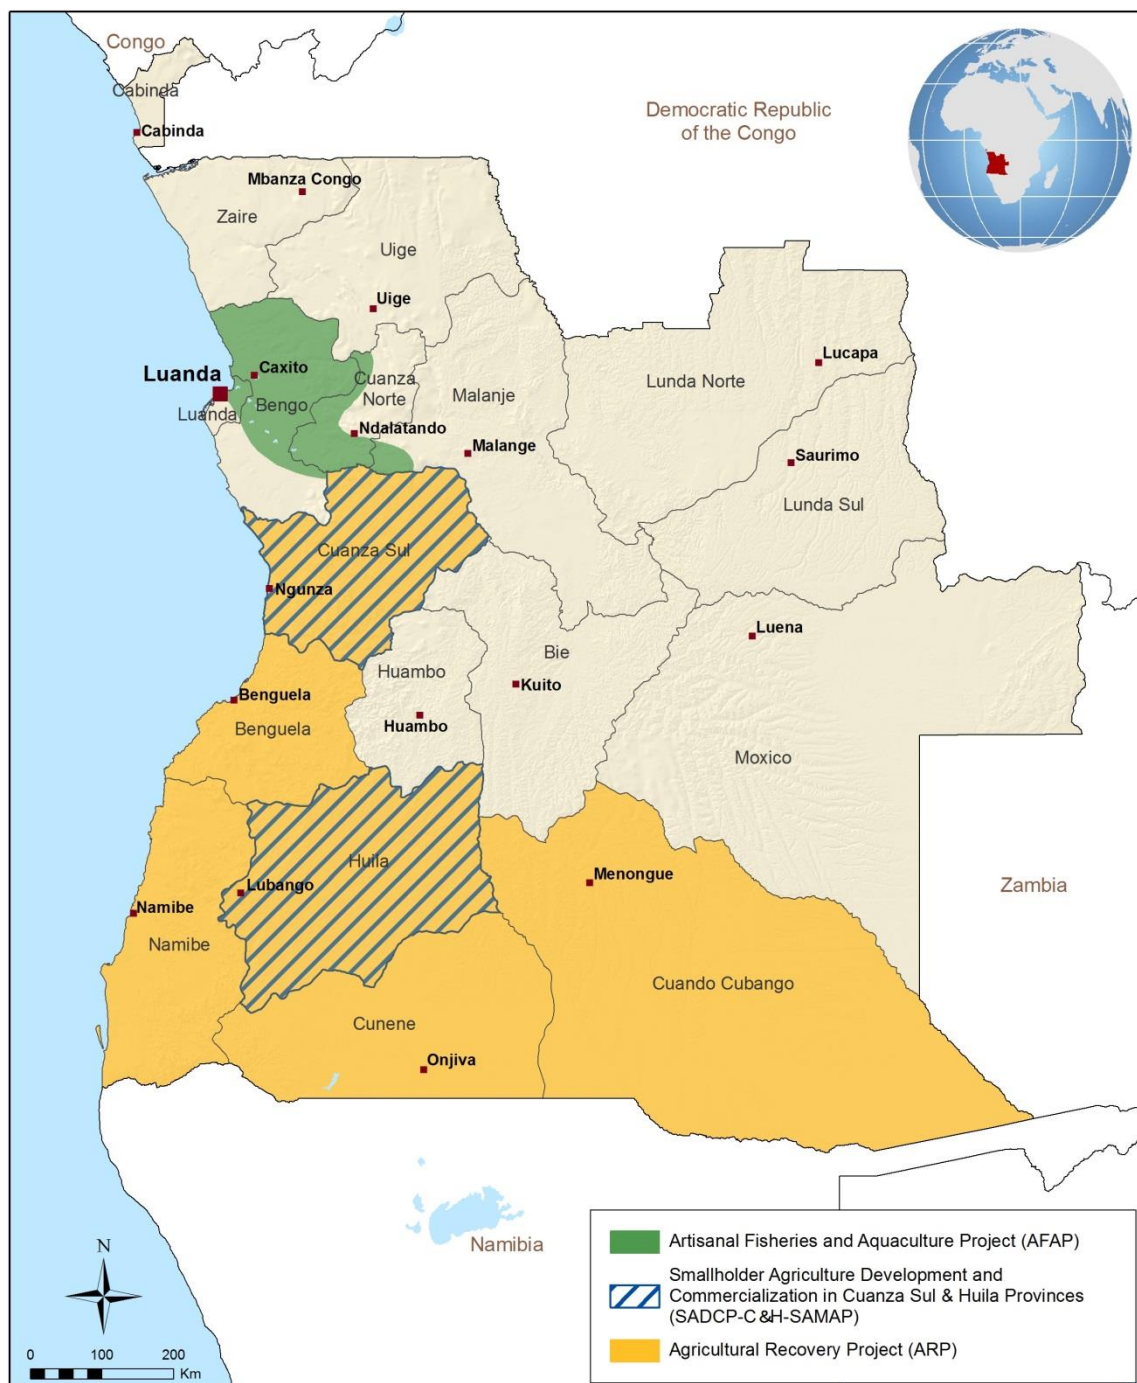 Congo
Cabinda
Cabinda
Democratic Republic
of the Congo
Mbanza Congo
Zaire
Uige
Uige
Lucapa
Luanda
Caxito
Cuanza
Norte
Lunda Norte
Malanje
Luanda
Bengo
Ndalatando
Malange
Saurimo
Lunda Sul
Cuanza Sul
Ngunza
Luena
Bie
Huambo
Kuito
Benguela
Benguela
Huambo
Moxico
Huila
Menongue
Lubango
Zambia
Namibe
Namibe
Cuando Cubango
Cunene
Onjiva
Namibia
N
0 100 200
Km
Artisanal Fisheries and Aquaculture Project (AFAP)
Smallholder Agriculture Development and
Commercialization in Cuanza Sul & Huila Provinces
(SADCP-C&H-SAMAP)
Agricultural Recovery Project (ARP)